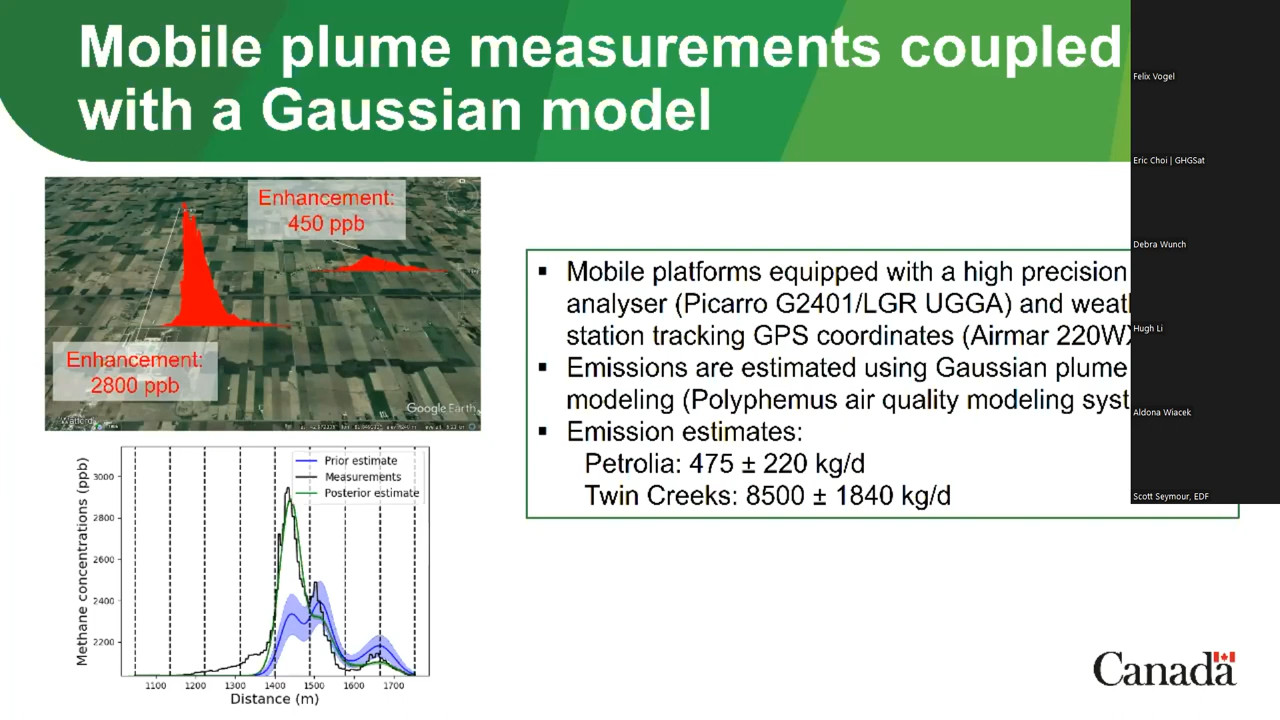 Mobile plume measurements coupled
with a Gaussian model
Enhancement:
450 ppb
Enhancement:
2800 ppb
Watford
Google Earth
Prior estimate
Measurements
Posterior estimate
Methane concentrations (ppb)
3000
2800
2600
2400
2200
1100 1200 1300 1400 1500 1600 1700
Distance (m)
▪ Mobile platforms equipped with a high precision
analyser (Picarro G2401/LGR UGGA) and
station tracking GPS coordinates (Airmar
▪ Emissions are estimated using Gaussian plume
modeling (Polyphemus air quality modeling
▪ Emission estimates:
Petrolia: 475 ± 220 kg/d
Twin Creeks: 8500 ± 1840 kg/d
Felix Vogel
Eric Choi | GHGSat
Debra Wunch
Hugh Li
Aldona Wiacek
Scott Seymour, EDF
Canada